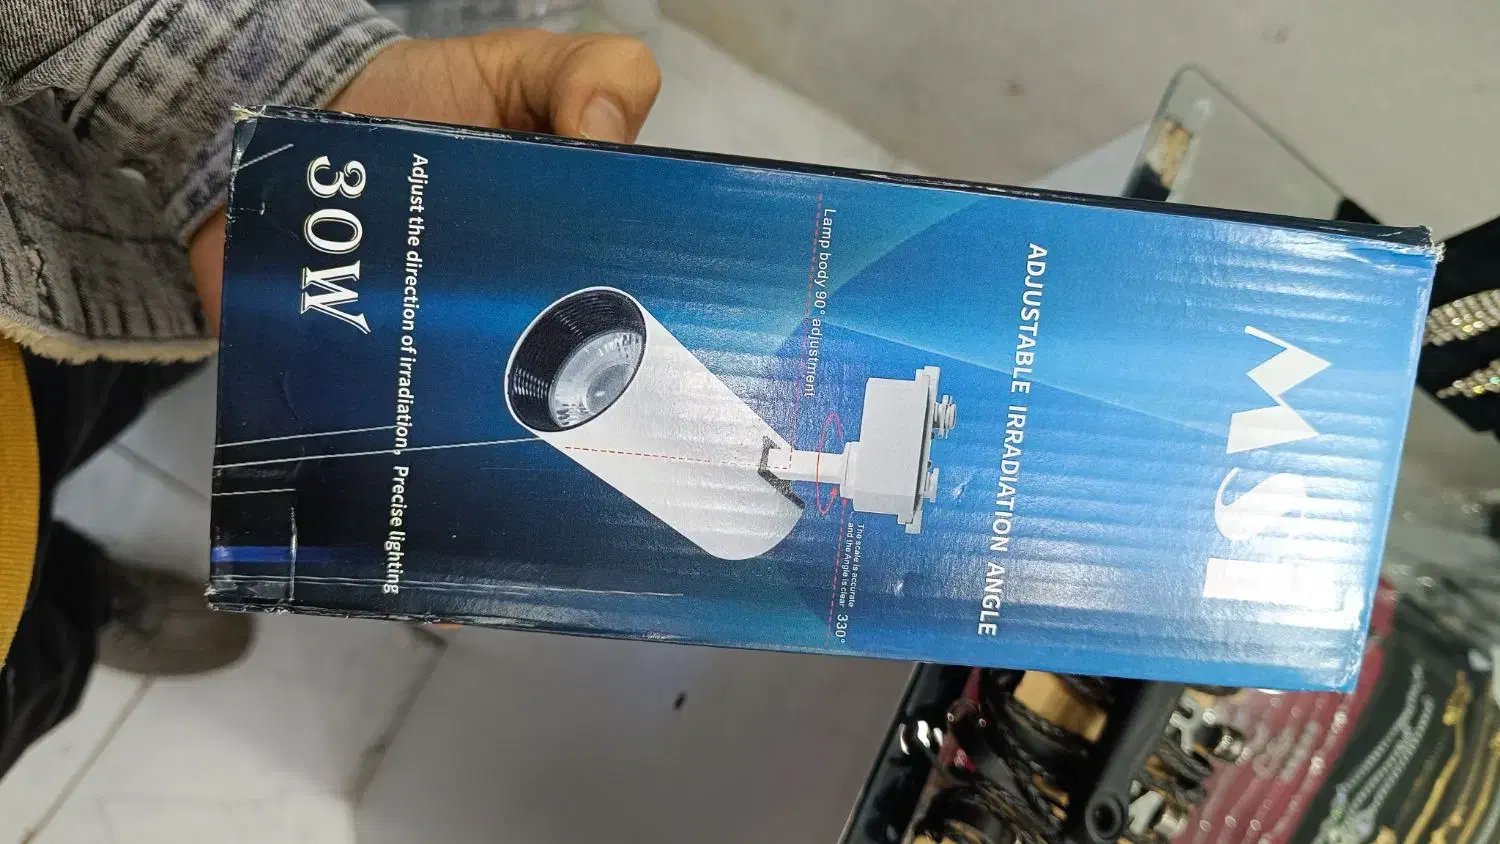 ADJUSTABLE IRRADIATION ANGLE
Lamp body 90° adjustment
The scale is accurate
and the Angle is clear
330°
Adjust the direction of irradiation, Precise lighting
30W